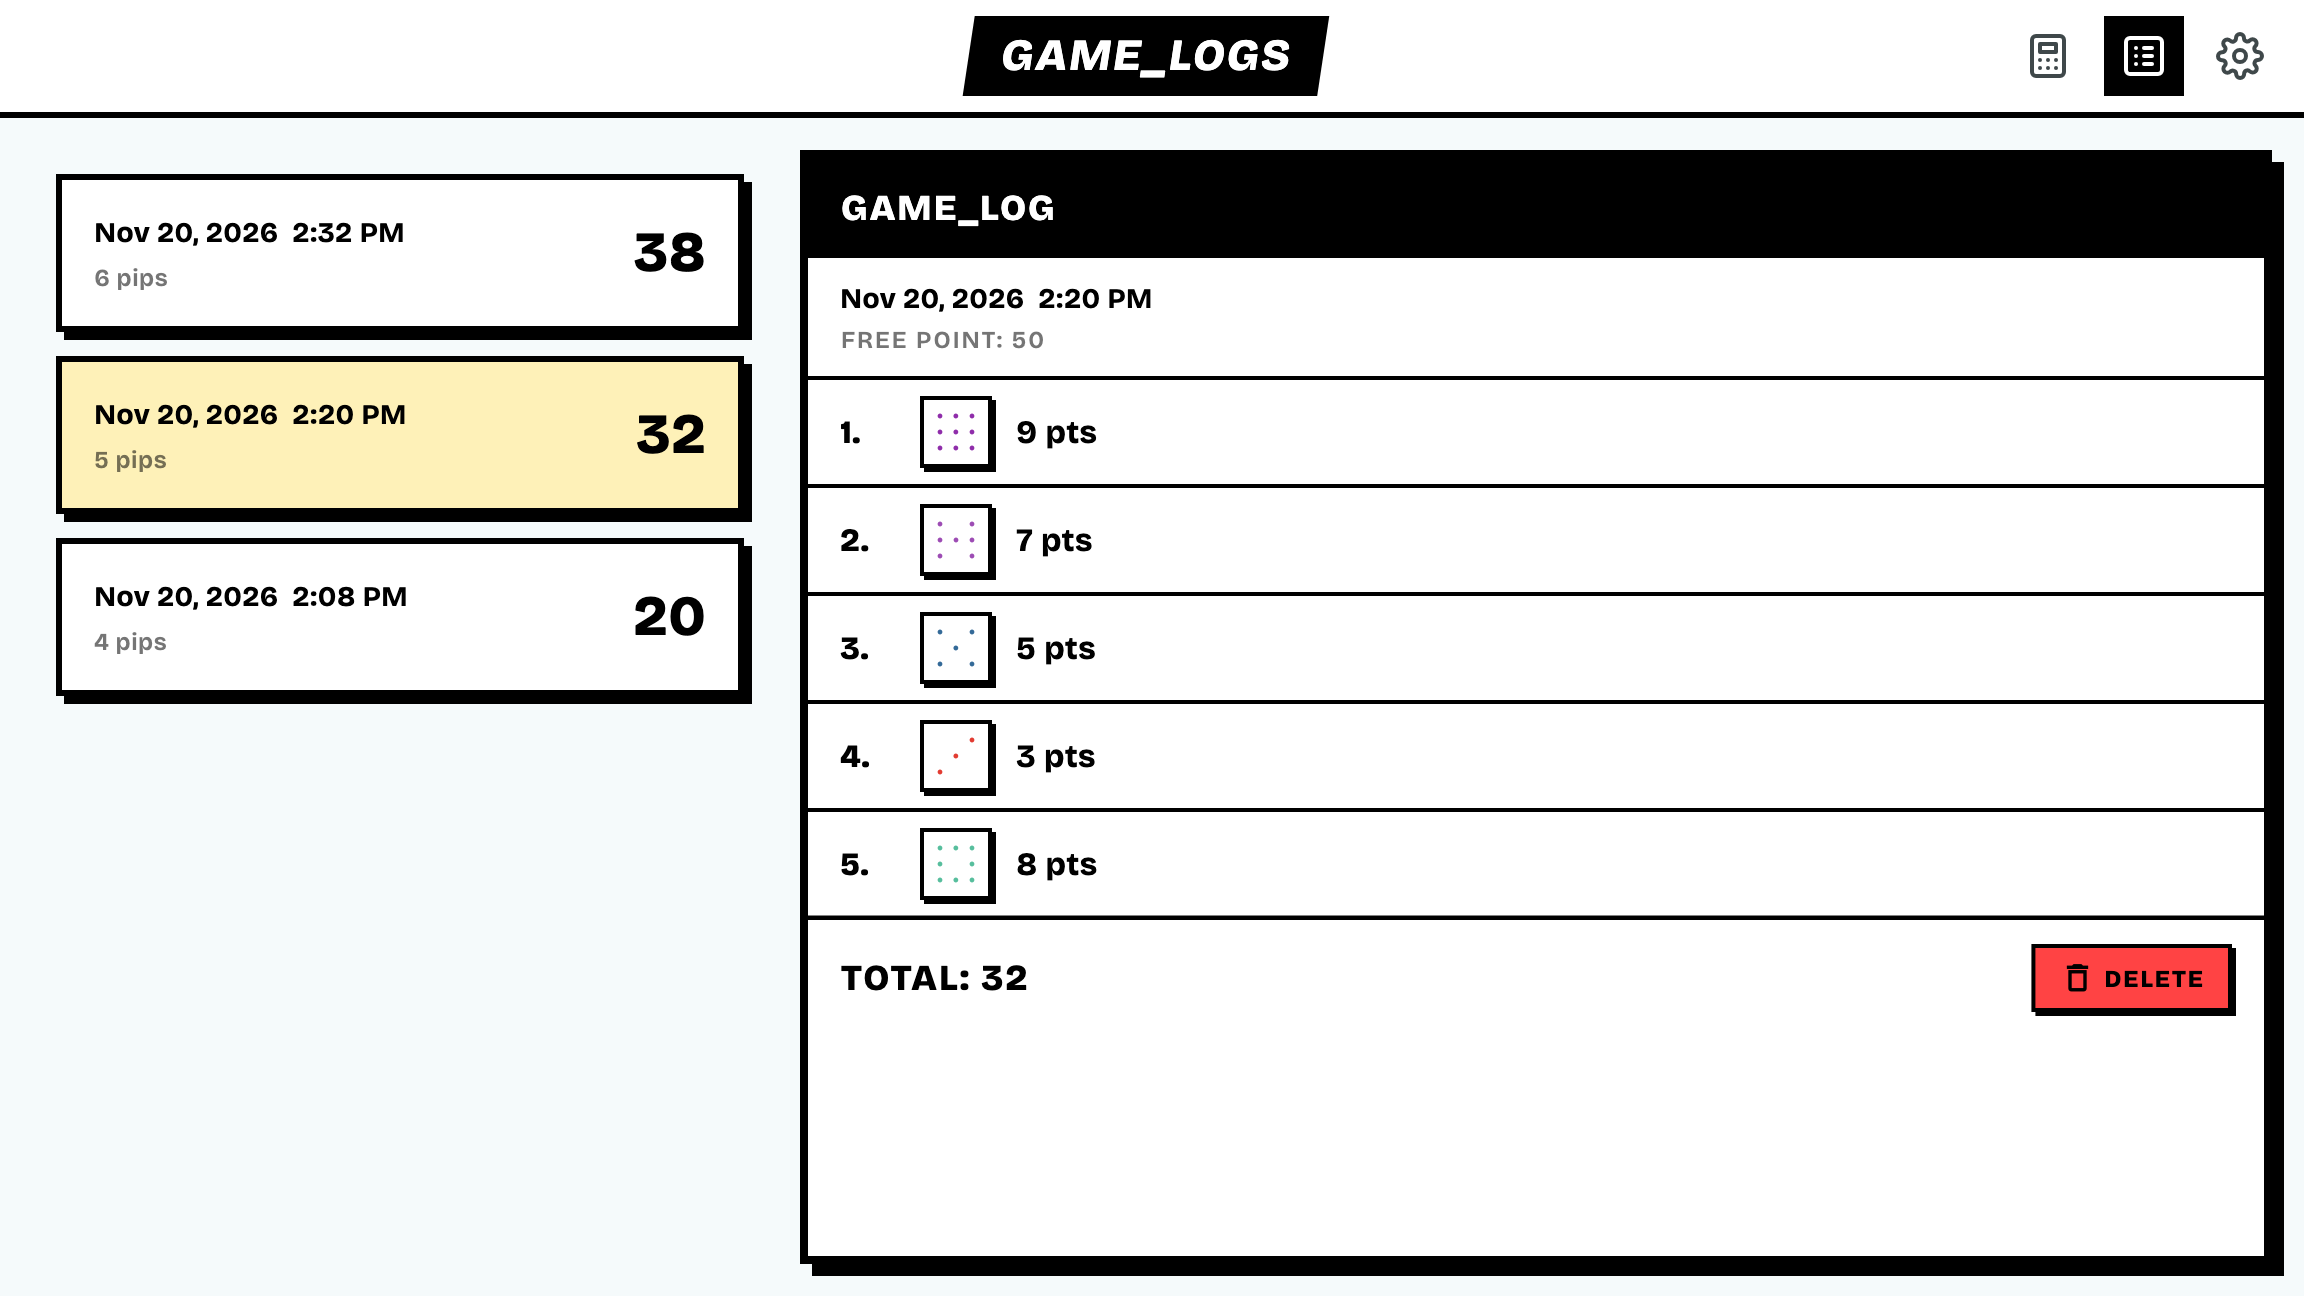 GAME_LOGS
Nov 20, 2026 2:32 PM
6 pips
38
Nov 20, 2026 2:20 PM
5 pips
32
Nov 20, 2026 2:08 PM
4 pips
20
GAME_LOG
Nov 20, 2026 2:20 PM
FREE POINT: 50
1. 9 pts
2. 7 pts
3. 5 pts
4. 3 pts
5. 8 pts
TOTAL: 32
DELETE